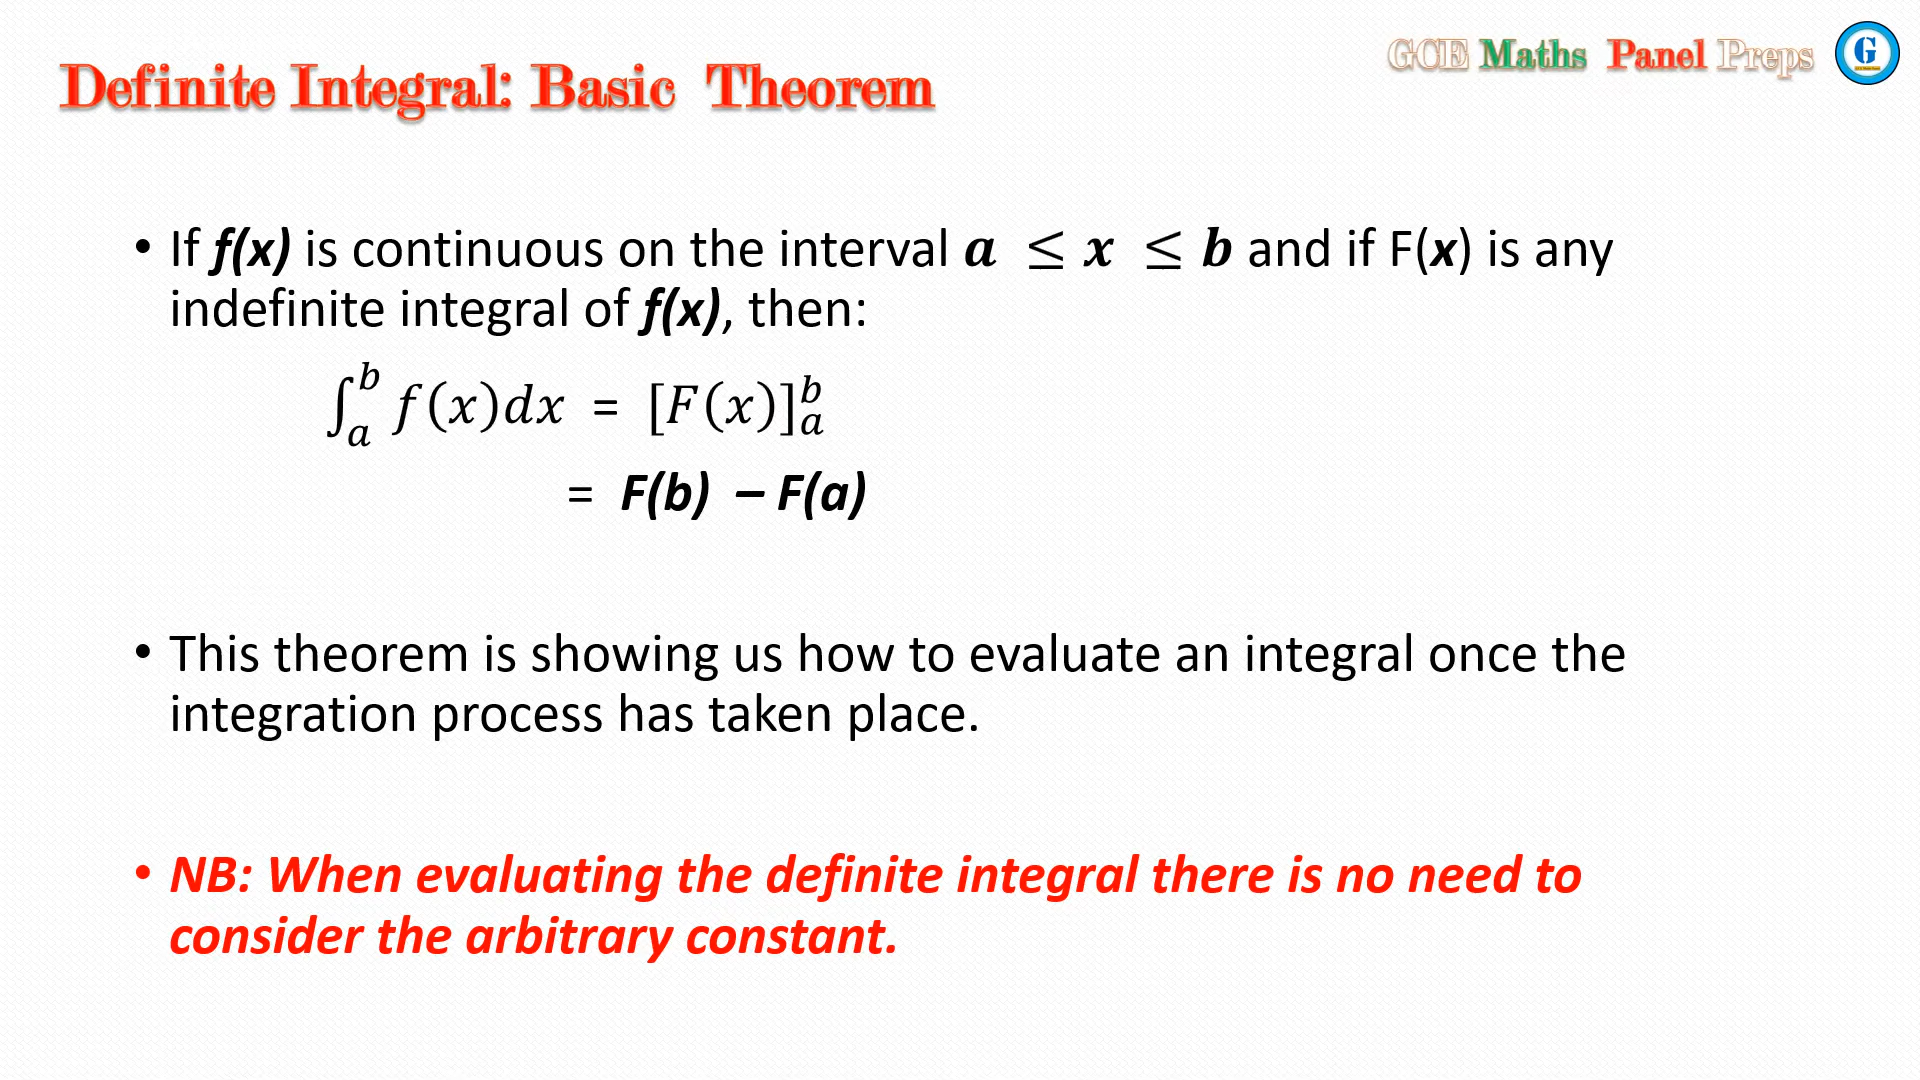 GCE Maths Panel Preps G
Definite Integral: Basic Theorem
• If f(x) is continuous on the interval a ≤ x ≤ b and if F(x) is any
indefinite integral of f(x), then:
∫_a^b f(x)dx = [F(x)]_a^b
= F(b) – F(a)
• This theorem is showing us how to evaluate an integral once the
integration process has taken place.
• NB: When evaluating the definite integral there is no need to
consider the arbitrary constant.